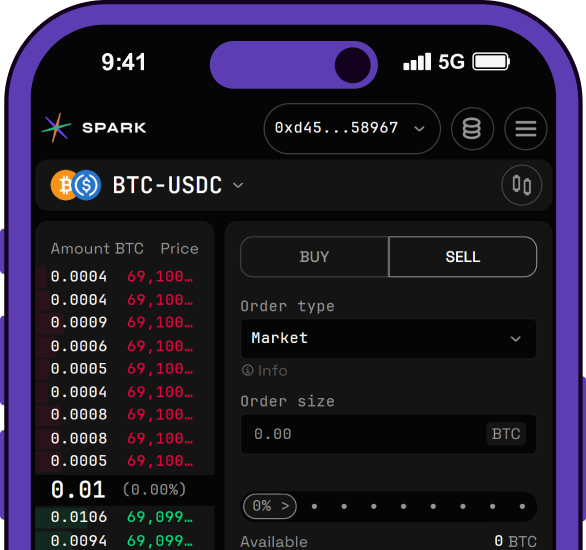 9:41 5G
SPARK 0xd45...58967
BTC-USDC
Amount BTC Price
0.0004 69,100…
0.0004 69,100…
0.0009 69,100…
0.0006 69,100…
0.0005 69,100…
0.0004 69,100…
0.0008 69,100…
0.0008 69,100…
0.0005 69,100…
0.01 (0.00%)
0.0106 69,099…
0.0094 69,099…
BUY SELL
Order type
Market
Info
Order size
0.00 BTC
0% >
Available 0 BTC